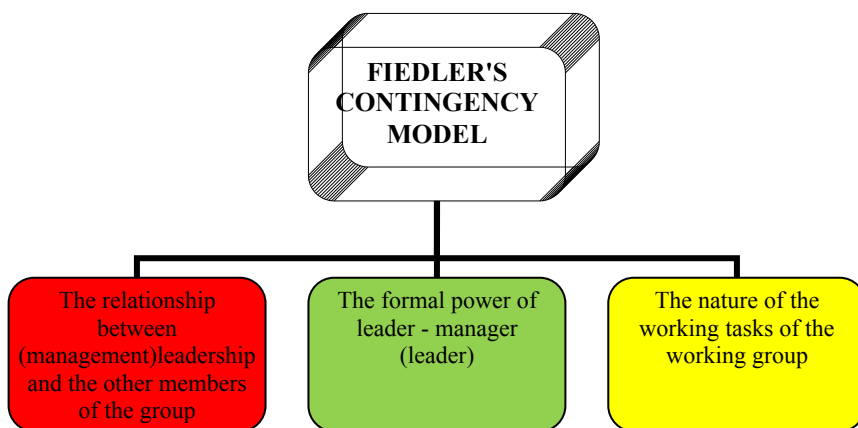 FIEDLER'S
CONTINGENCY
MODEL
The relationship
between
(management)leadership
and the other members
of the group
The formal power of
leader - manager
(leader)
The nature of the
working tasks of the
working group